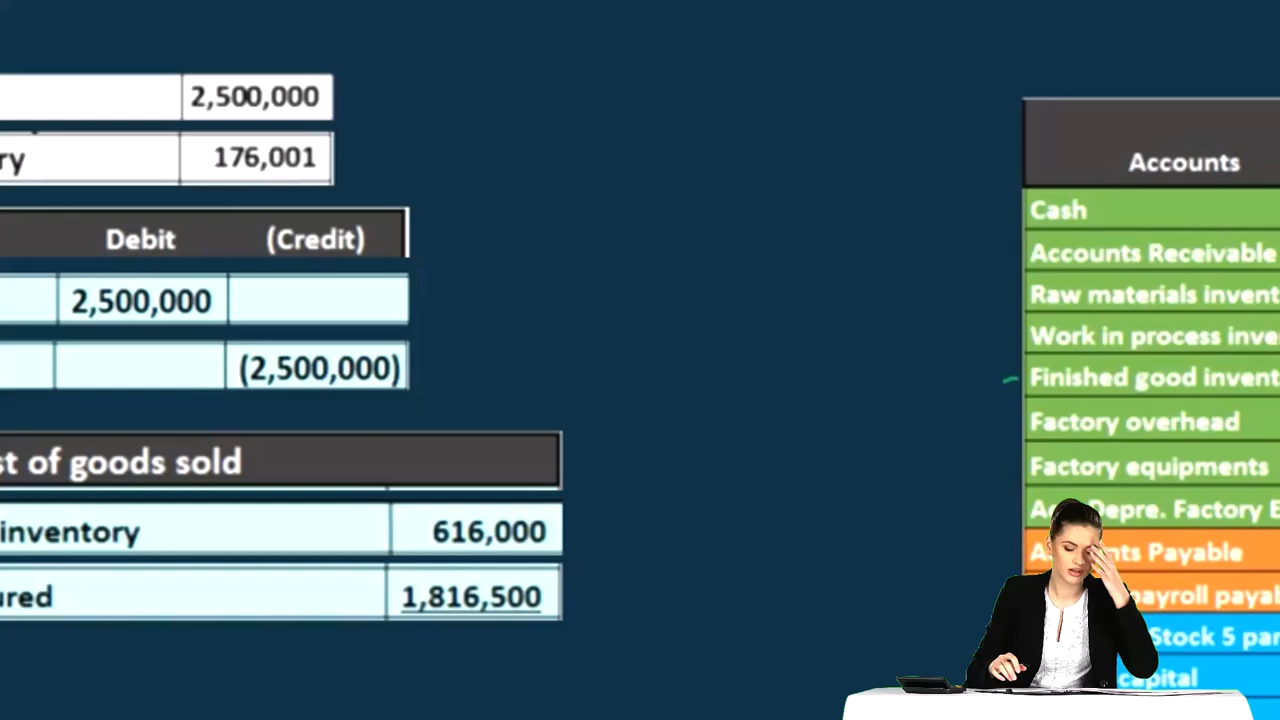 2,500,000
ry 176,001
Debit (Credit)
2,500,000
(2,500,000)
st of goods sold
inventory 616,000
ured 1,816,500
Accounts
Cash
Accounts Receivable
Raw materials invent
Work in process inve
Finished good invent
Factory overhead
Factory equipments
Depre. Factory E
Payable
payroll payab
Stock 5 par
capital